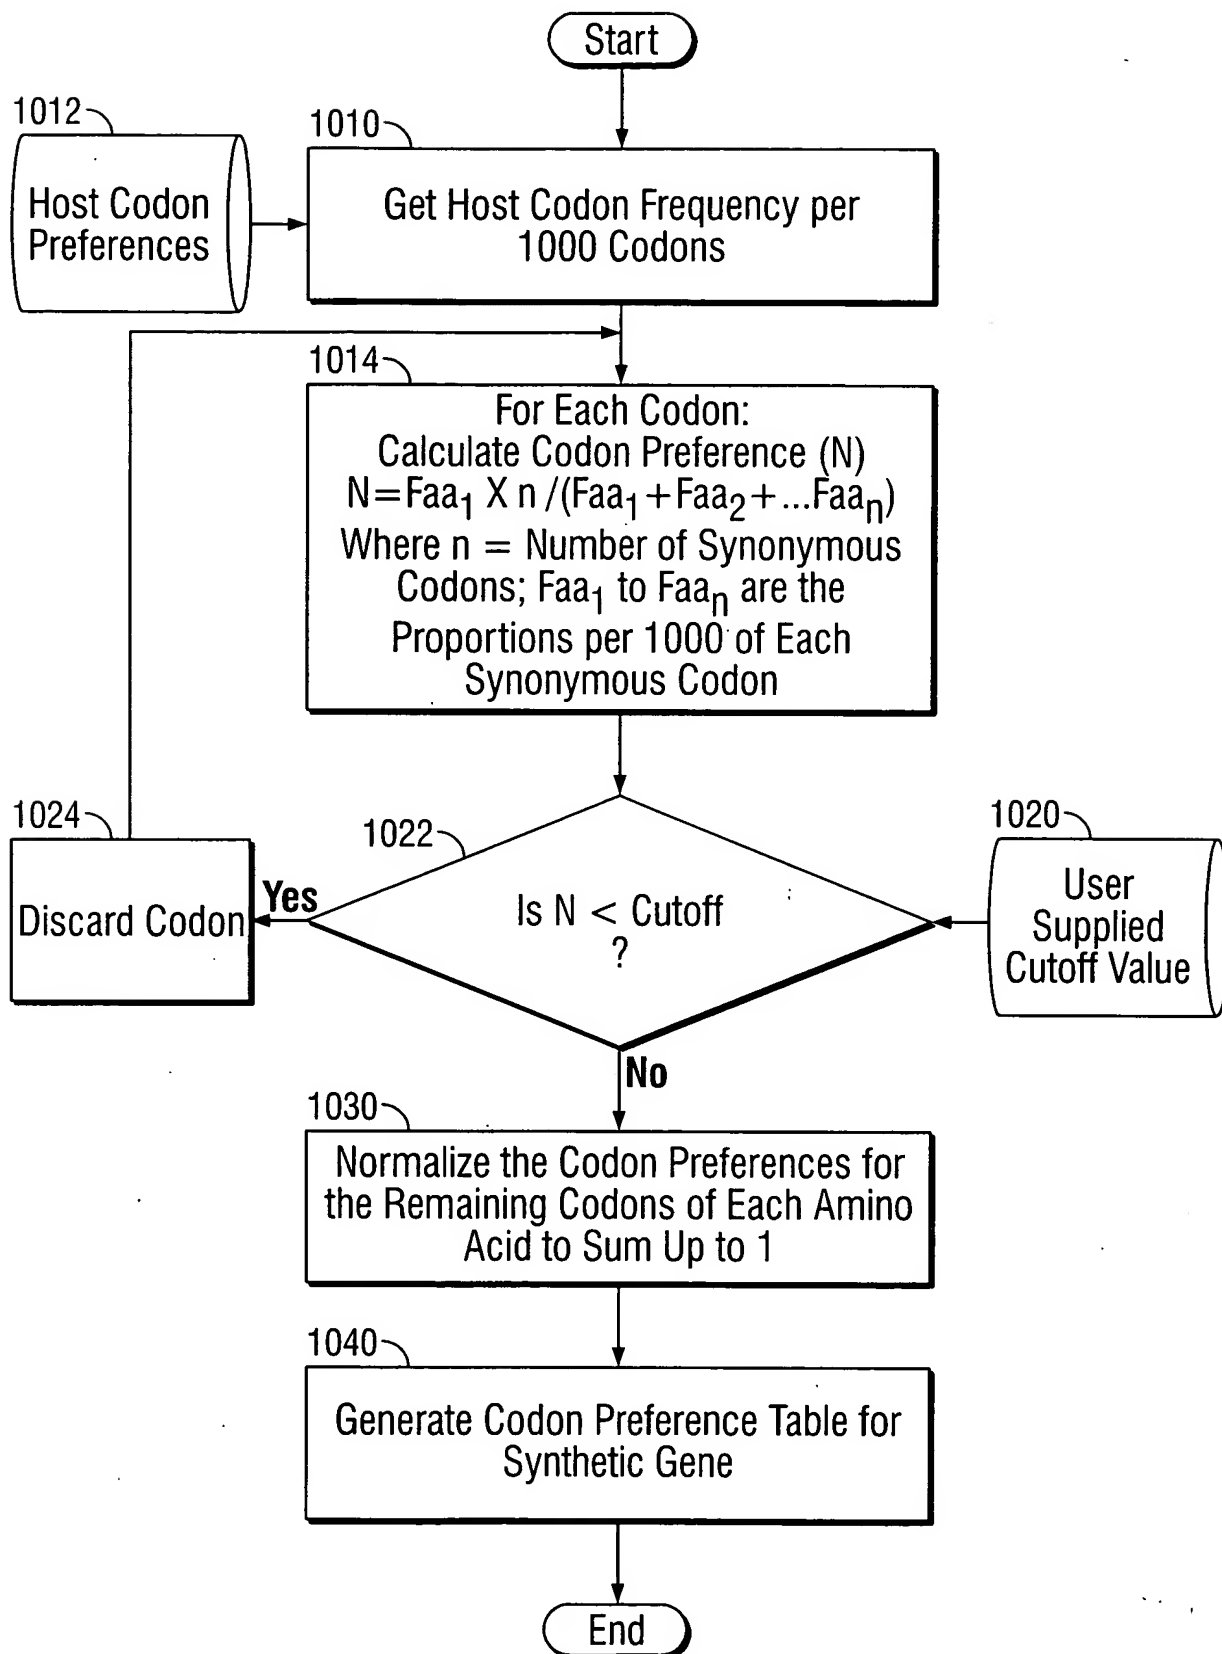 Start
1012
Host Codon
Preferences
1010
Get Host Codon Frequency per
1000 Codons
1014
For Each Codon:
Calculate Codon Preference (N)
N=Faa₁ X n /(Faa₁+Faa₂+...Faaₙ)
Where n = Number of Synonymous
Codons; Faa₁ to Faaₙ are the
Proportions per 1000 of Each
Synonymous Codon
1024
Discard Codon
Yes
1022
Is N < Cutoff
?
1020
User
Supplied
Cutoff Value
No
1030
Normalize the Codon Preferences for
the Remaining Codons of Each Amino
Acid to Sum Up to 1
1040
Generate Codon Preference Table for
Synthetic Gene
End